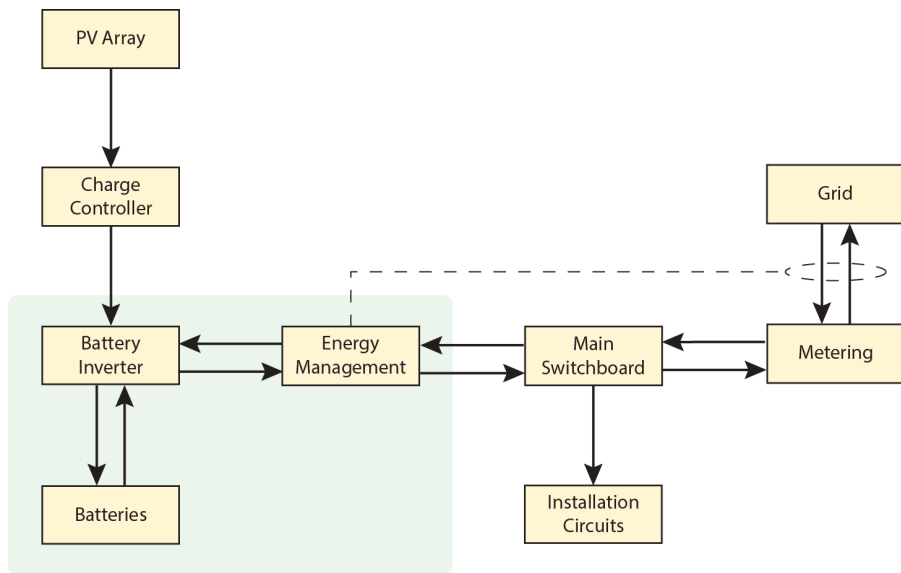 PV Array
Charge
Controller
Grid
Battery
Inverter
Energy
Management
Main
Switchboard
Metering
Batteries
Installation
Circuits